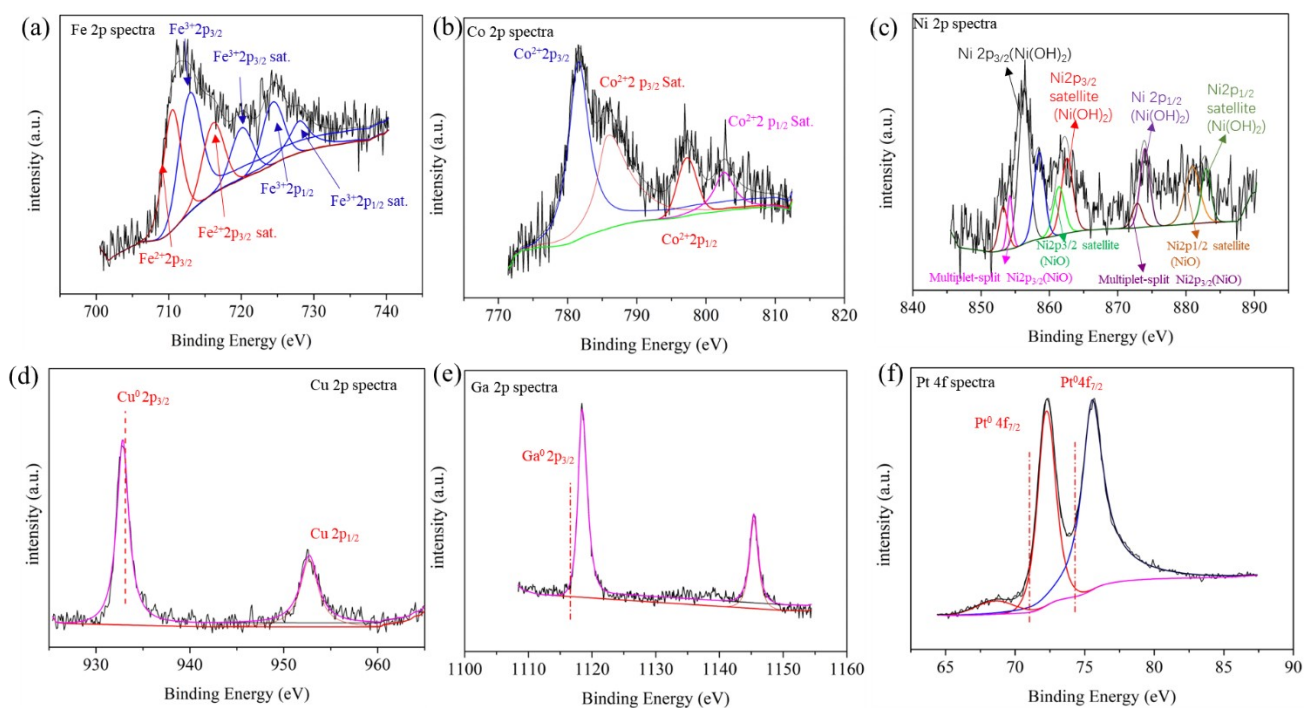 (a)
Fe 2p spectra
Fe³⁺2p₃/₂
Fe³⁺2p₃/₂ sat.
Fe³⁺2p₁/₂
Fe³⁺2p₁/₂ sat.
Fe²⁺2p₃/₂ sat.
Fe²⁺2p₃/₂
intensity (a.u.)
700 710 720 730 740
Binding Energy (eV)
(b)
Co 2p spectra
Co²⁺2p₃/₂
Co²⁺2 p₃/₂ Sat.
Co²⁺2 p₁/₂ Sat.
Co²⁺2p₁/₂
intensity (a.u.)
770 780 790 800 810 820
Binding Energy (eV)
(c)
Ni 2p spectra
Ni 2p₃/₂(Ni(OH)₂)
Ni2p₃/₂
satellite
(Ni(OH)₂)
Ni 2p₁/₂
(Ni(OH)₂)
Ni2p₁/₂
satellite
(Ni(OH)₂)
Ni2p3/2 satellite
(NiO)
Ni2p1/2 satellite
(NiO)
Multiplet-split Ni2p₃/₂(NiO)
Multiplet-split Ni2p₃/₂(NiO)
intensity (a.u.)
840 850 860 870 880 890
Binding Energy (eV)
(d)
Cu 2p spectra
Cu⁰ 2p₃/₂
Cu 2p₁/₂
intensity (a.u.)
930 940 950 960
Binding Energy (eV)
(e)
Ga 2p spectra
Ga⁰ 2p₃/₂
intensity (a.u.)
1100 1110 1120 1130 1140 1150 1160
Binding Energy (eV)
(f)
Pt 4f spectra
Pt⁰4f₇/₂
Pt⁰ 4f₇/₂
intensity (a.u.)
65 70 75 80 85 90
Binding Energy (eV)